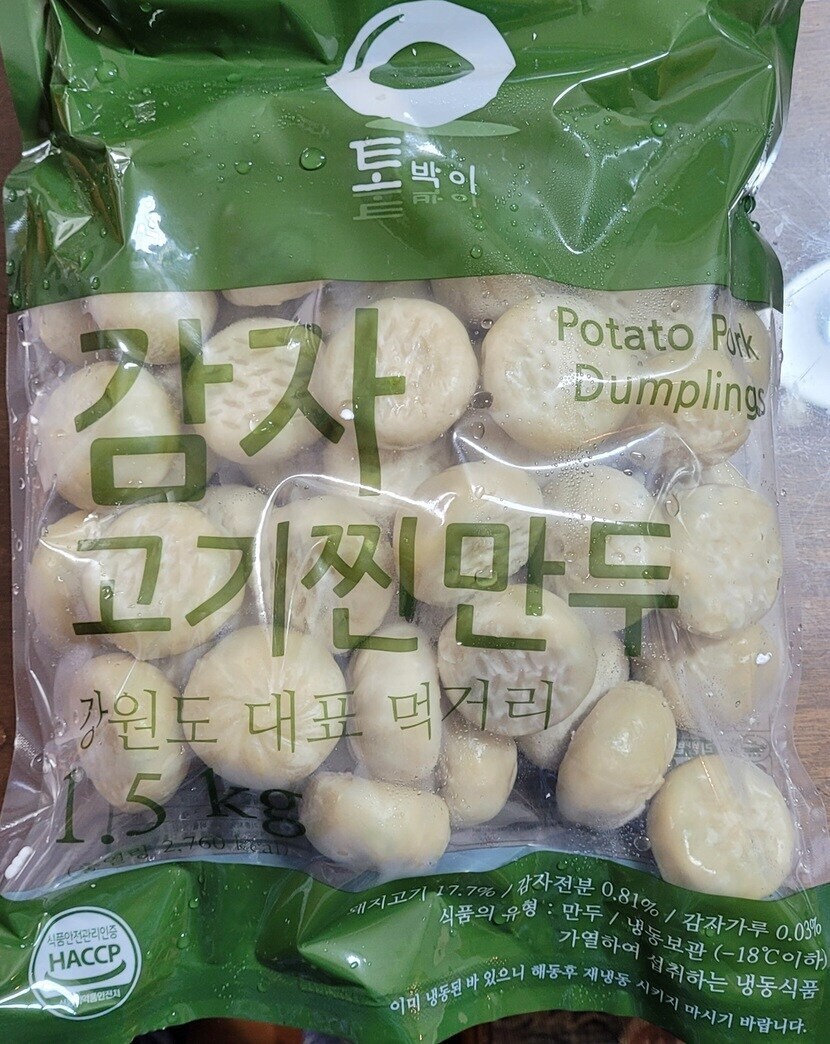 토박이
감자
Potato Pork
Dumplings
고기찐만두
강원도 대표 먹거리
1.5 kg
2,760 kcal)
돼지고기 17.7% / 감자전분 0.81% / 감자가루 0.03%
식품의 유형 : 만두 / 냉동보관 (-18℃이하)
가열하여 섭취하는 냉동식품
이미 냉동된 바 있으니 해동후 재냉동 시키지 마시기 바랍니다.
식품안전관리인증
HACCP